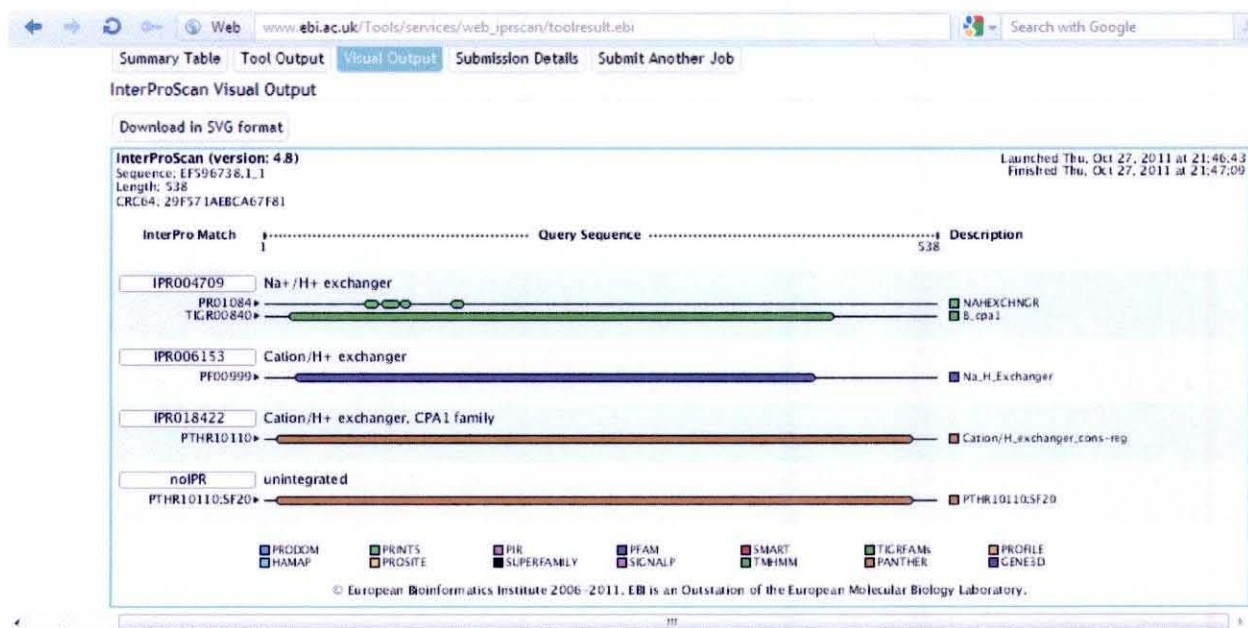 Web www.ebi.ac.uk/Tools/services/web_iprscan/toolresult.ebi Search with Google
Summary Table Tool Output Visual Output Submission Details Submit Another Job
InterProScan Visual Output
Download in SVG format
InterProScan (version: 4.8) Launched Thu, Oct 27, 2011 at 21:46:43
Sequence: EF596738.1_1 Finished Thu, Oct 27, 2011 at 21:47:09
Length: 538
CRC64: 29F571AEBCA67F81
InterPro Match Query Sequence Description
1 538
IPR004709 Na+/H+ exchanger
PR01084 NAHEXCHNGR
TIGR00840 B_cpa1
IPR006153 Cation/H+ exchanger
PF00999 Na_H_Exchanger
IPR018422 Cation/H+ exchanger, CPA1 family
PTHR10110 Cation/H_exchanger_cons-reg
noIPR unintegrated
PTHR10110:SF20 PTHR10110:SF20
PRODOM PRINTS PIR PFAM SMART TIGRFAMs PROFILE
HAMAP PROSITE SUPERFAMILY SIGNALP TMHMM PANTHER GENE3D
© European Bioinformatics Institute 2006-2011. EBI is an Outstation of the European Molecular Biology Laboratory.